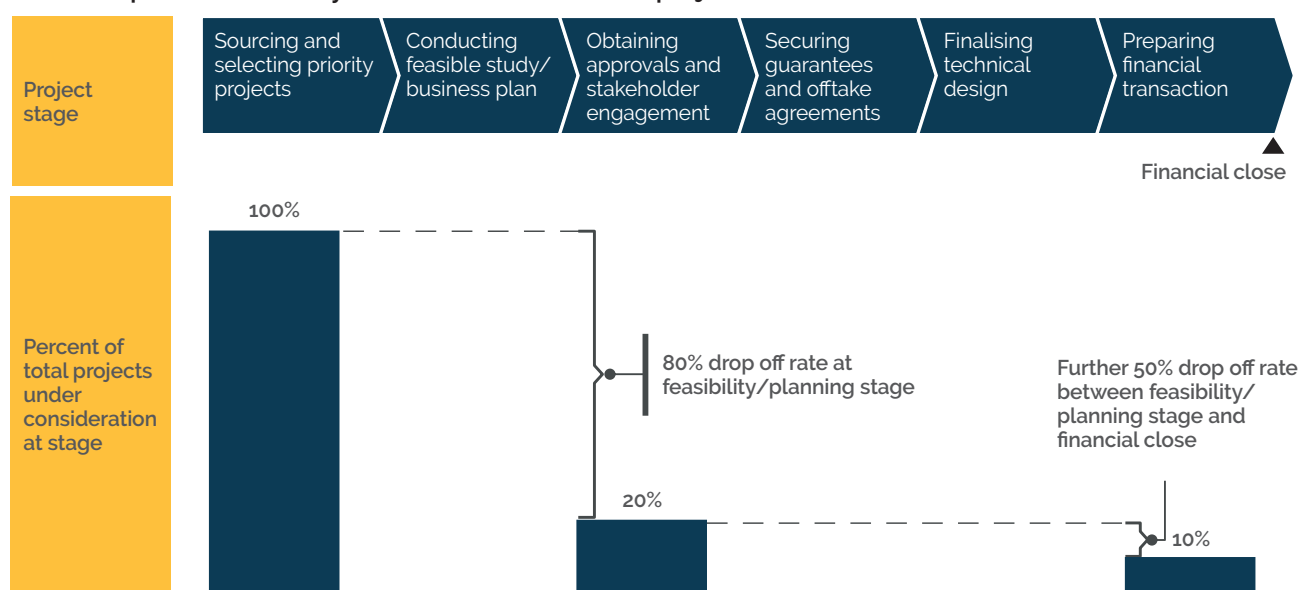 Project
stage
Sourcing and
selecting priority
projects
Conducting
feasible study/
business plan
Obtaining
approvals and
stakeholder
engagement
Securing
guarantees
and offtake
agreements
Finalising
technical
design
Preparing
financial
transaction
Financial close
Percent of
total projects
under
consideration
at stage
100%
80% drop off rate at
feasibility/planning stage
20%
Further 50% drop off rate
between feasibility/
planning stage and
financial close
10%